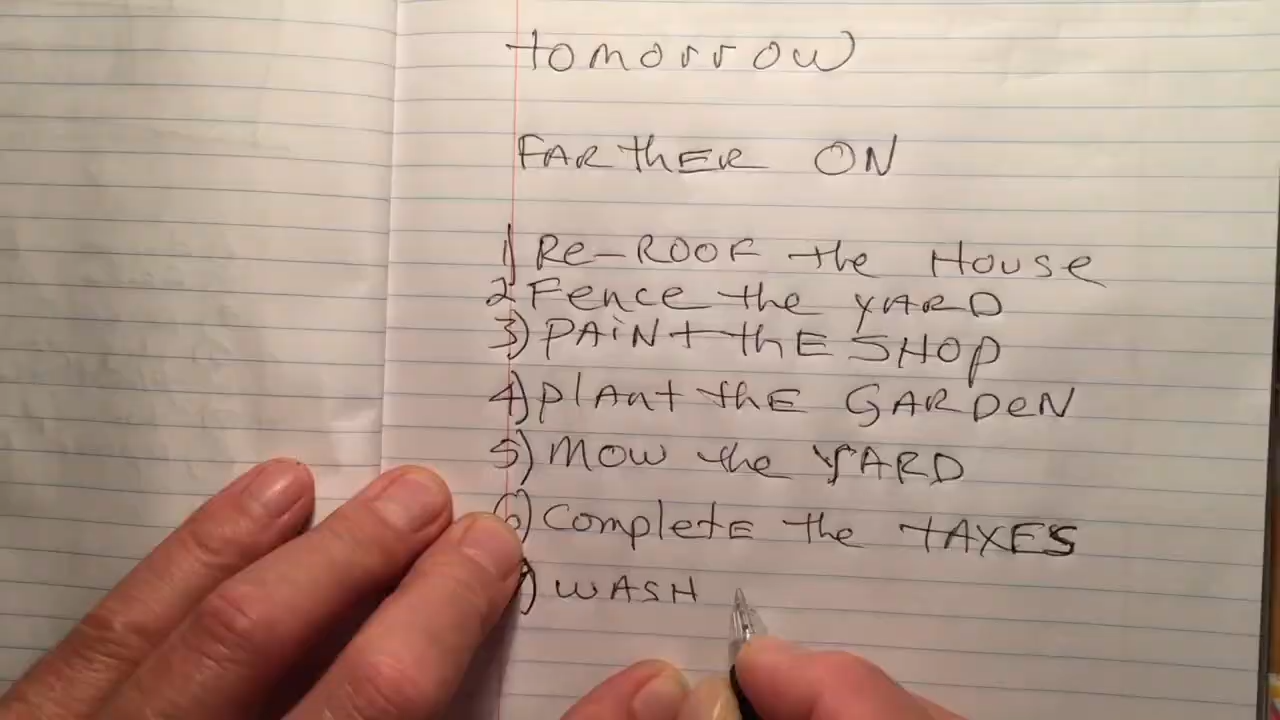 tomorrow
FARthER ON
1) Re-ROOF the House
2 Fence the YARD
3) PAiNt thE SHOP
4) plAnt thE GARDeN
5) Mow the YARD
6) CompletE the TAXES
) WASH